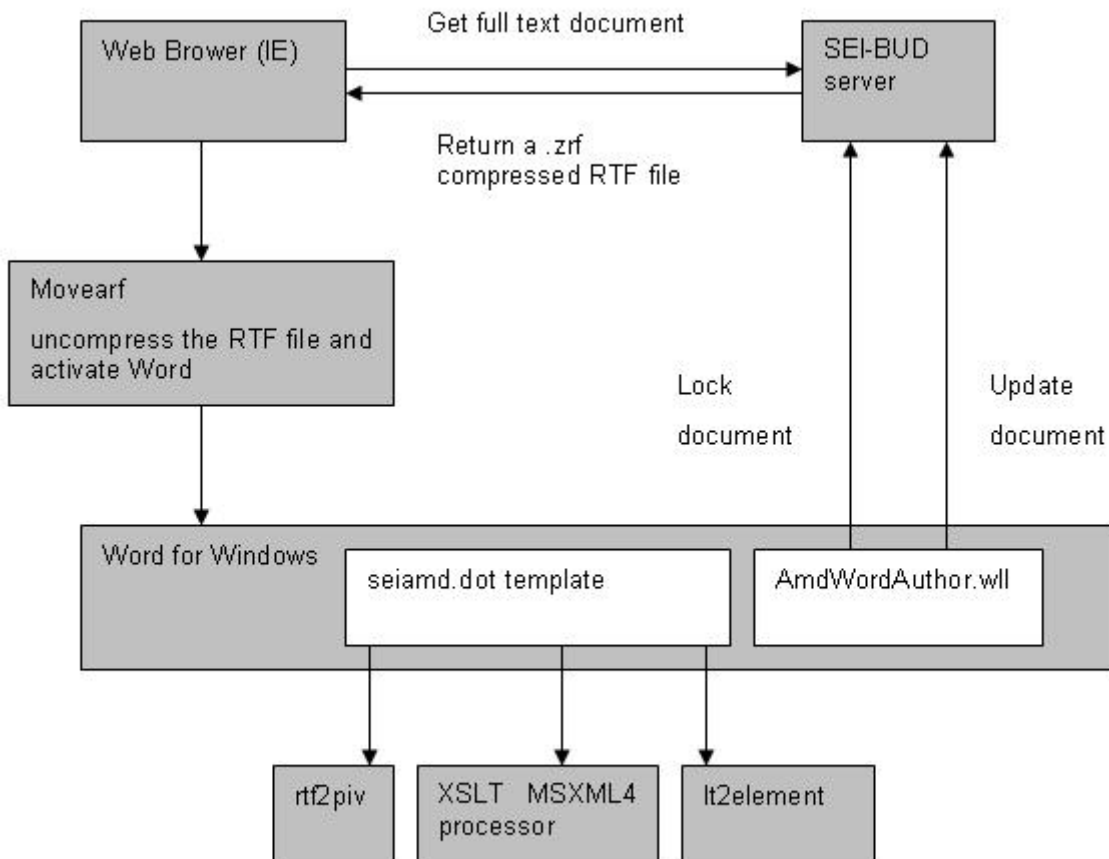 Get full text document
Web Brower (IE)
SEI-BUD
server
Return a .zrf
compressed RTF file
Movearf
uncompress the RTF file and
activate Word
Lock
document
Update
document
Word for Windows
seiamd.dot template
AmdWordAuthor.wll
rtf2piv
XSLT MSXML4
processor
lt2element